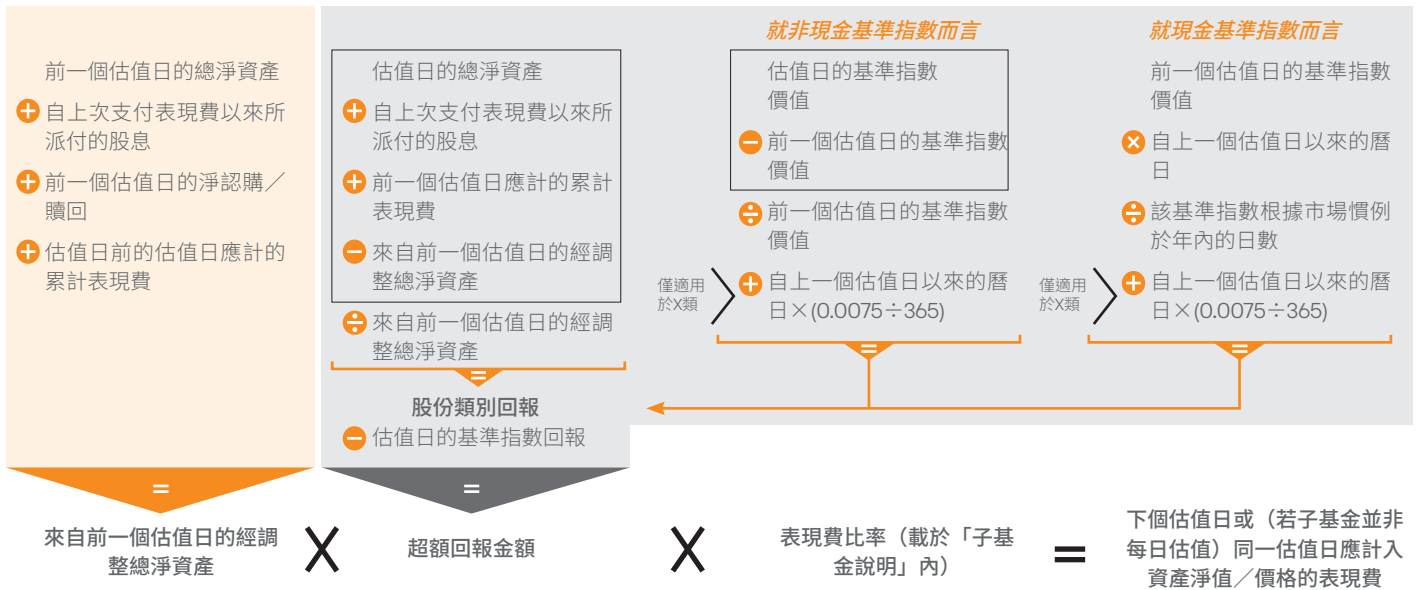 前一個估值日的總淨資產
+ 自上次支付表現費以來所
派付的股息
+ 前一個估值日的淨認購／
贖回
+ 估值日前的估值日應計的
累計表現費
=
來自前一個估值日的經調
整總淨資產
X
估值日的總淨資產
+ 自上次支付表現費以來所
派付的股息
+ 前一個估值日應計的累計
表現費
− 來自前一個估值日的經調
整總淨資產
÷ 來自前一個估值日的經調
整總淨資產
=
股份類別回報
− 估值日的基準指數回報
=
超額回報金額
就非現金基準指數而言
估值日的基準指數
價值
− 前一個估值日的基準指數
價值
÷ 前一個估值日的基準指數
價值
僅適用
於X類
+ 自上一個估值日以來的曆
日×(0.0075÷365)
=
就現金基準指數而言
前一個估值日的基準指數
價值
× 自上一個估值日以來的曆
日
÷ 該基準指數根據市場慣例
於年內的日數
僅適用
於X類
+ 自上一個估值日以來的曆
日×(0.0075÷365)
=
X
表現費比率（載於「子基
金說明」內）
=
下個估值日或（若子基金並非
每日估值）同一估值日應計入
資產淨值／價格的表現費